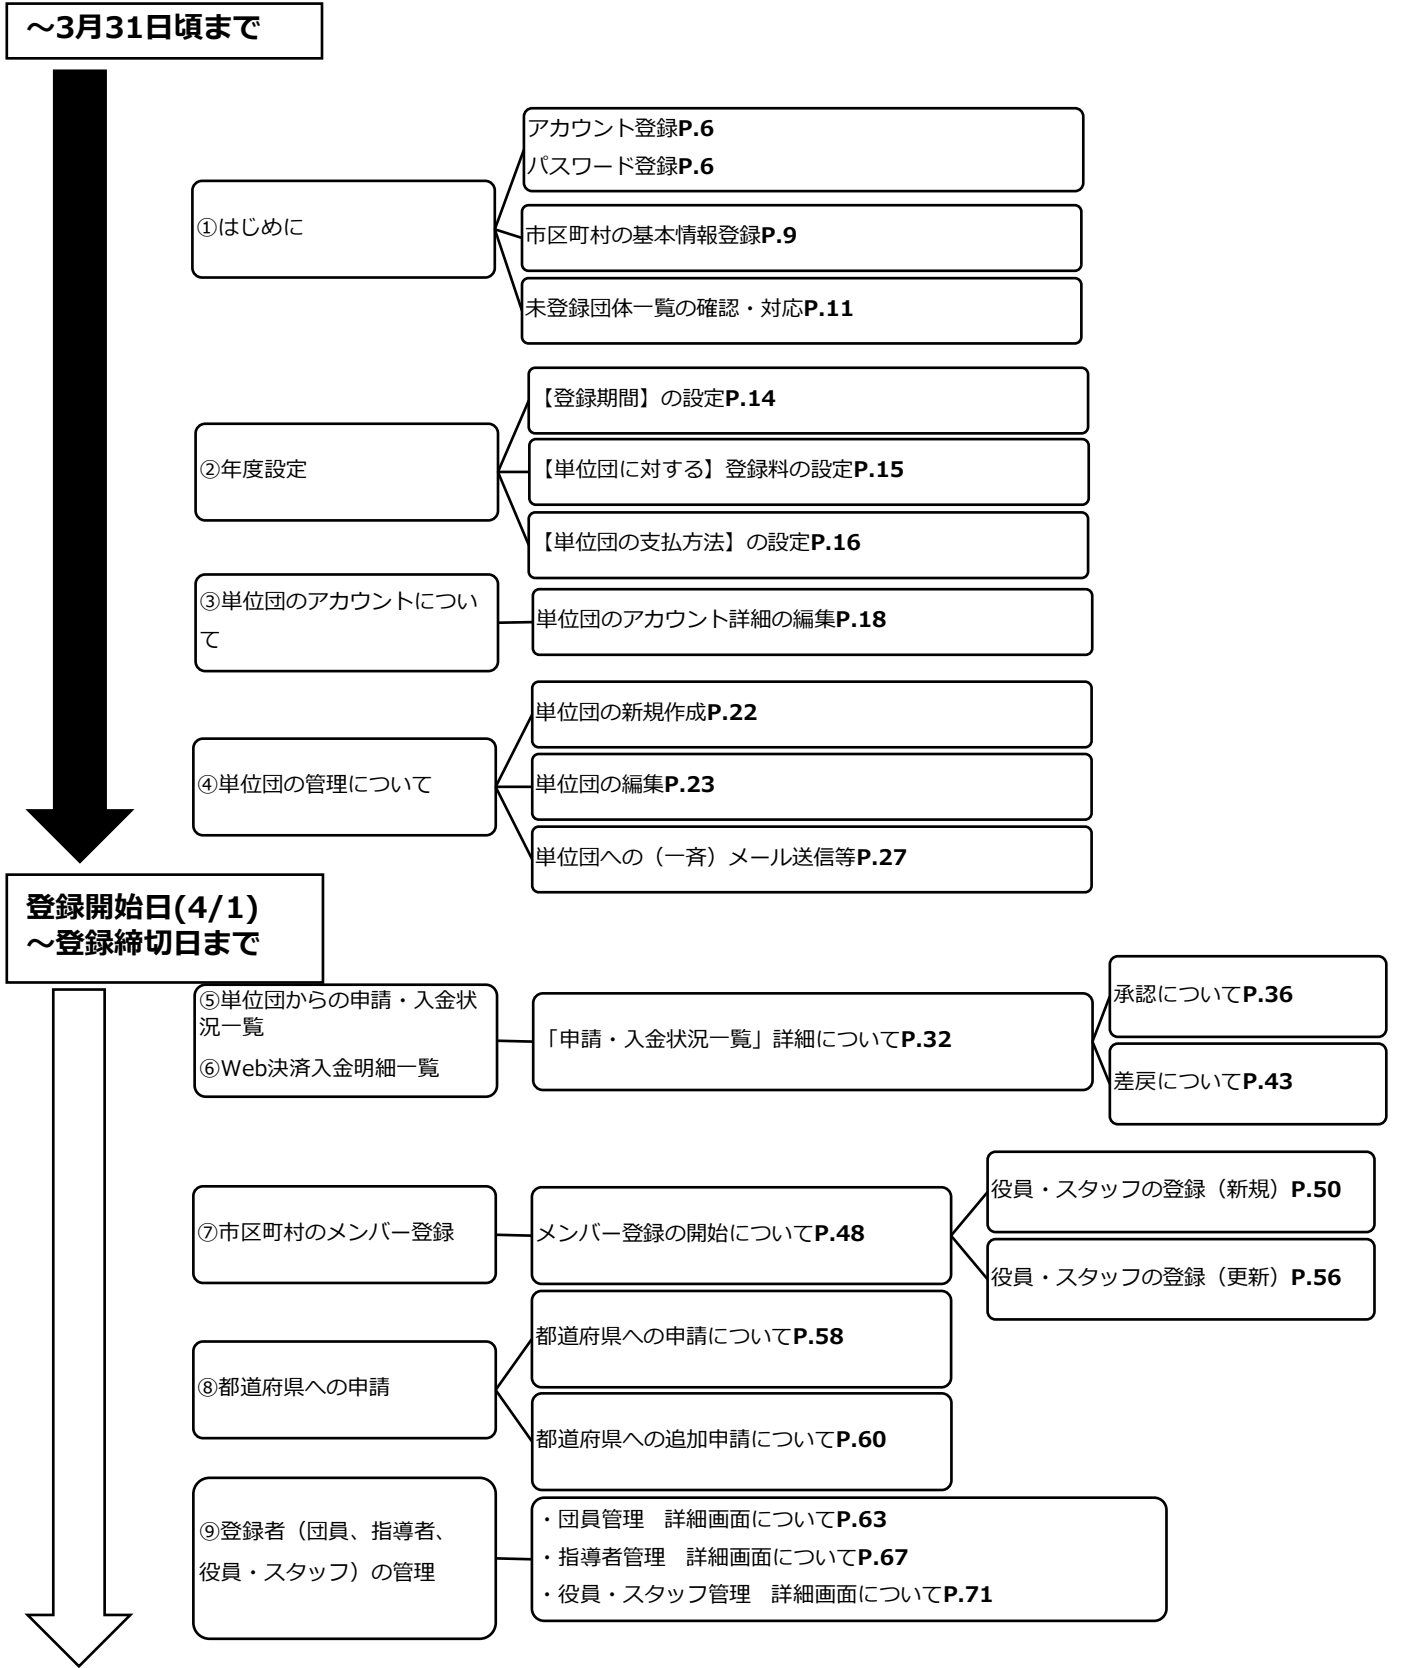 ～3月31日頃まで
①はじめに
アカウント登録P.6
パスワード登録P.6
市区町村の基本情報登録P.9
未登録団体一覧の確認・対応P.11
②年度設定
【登録期間】の設定P.14
【単位団に対する】登録料の設定P.15
【単位団の支払方法】の設定P.16
③単位団のアカウントについ
て
単位団のアカウント詳細の編集P.18
④単位団の管理について
単位団の新規作成P.22
単位団の編集P.23
単位団への（一斉）メール送信等P.27
登録開始日(4/1)
～登録締切日まで
⑤単位団からの申請・入金状
況一覧
⑥Web決済入金明細一覧
「申請・入金状況一覧」詳細についてP.32
承認についてP.36
差戻についてP.43
⑦市区町村のメンバー登録
メンバー登録の開始についてP.48
役員・スタッフの登録（新規）P.50
役員・スタッフの登録（更新）P.56
⑧都道府県への申請
都道府県への申請についてP.58
都道府県への追加申請についてP.60
⑨登録者（団員、指導者、
役員・スタッフ）の管理
・団員管理　詳細画面についてP.63
・指導者管理　詳細画面についてP.67
・役員・スタッフ管理　詳細画面についてP.71